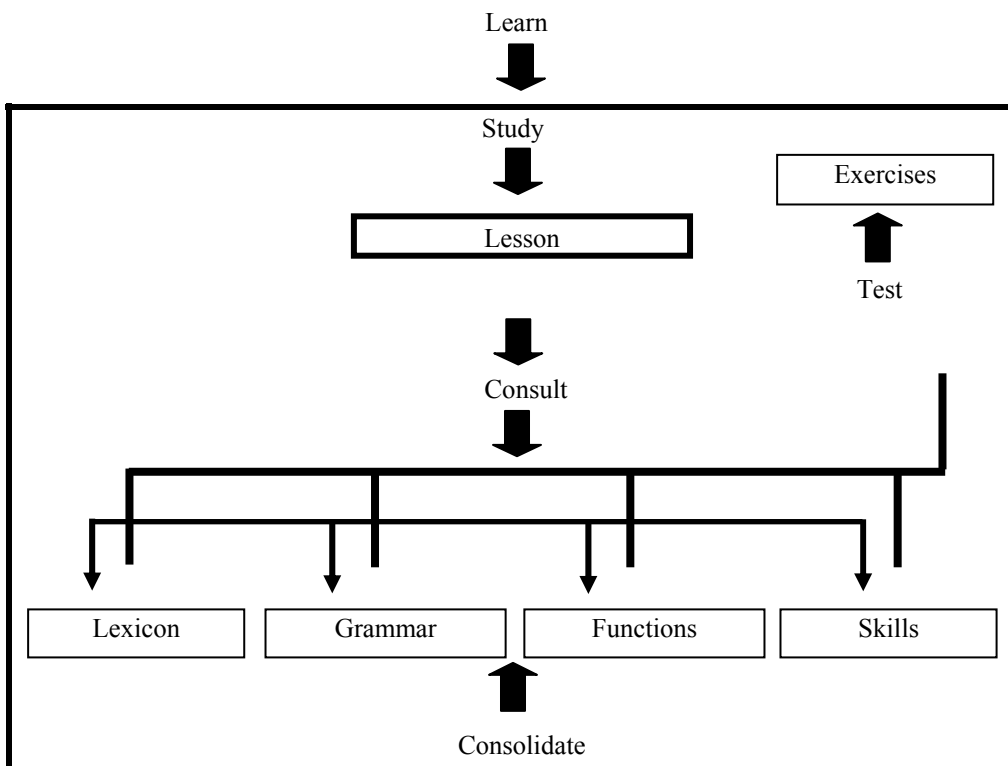 Learn
Study
Exercises
Lesson
Test
Consult
Lexicon
Grammar
Functions
Skills
Consolidate